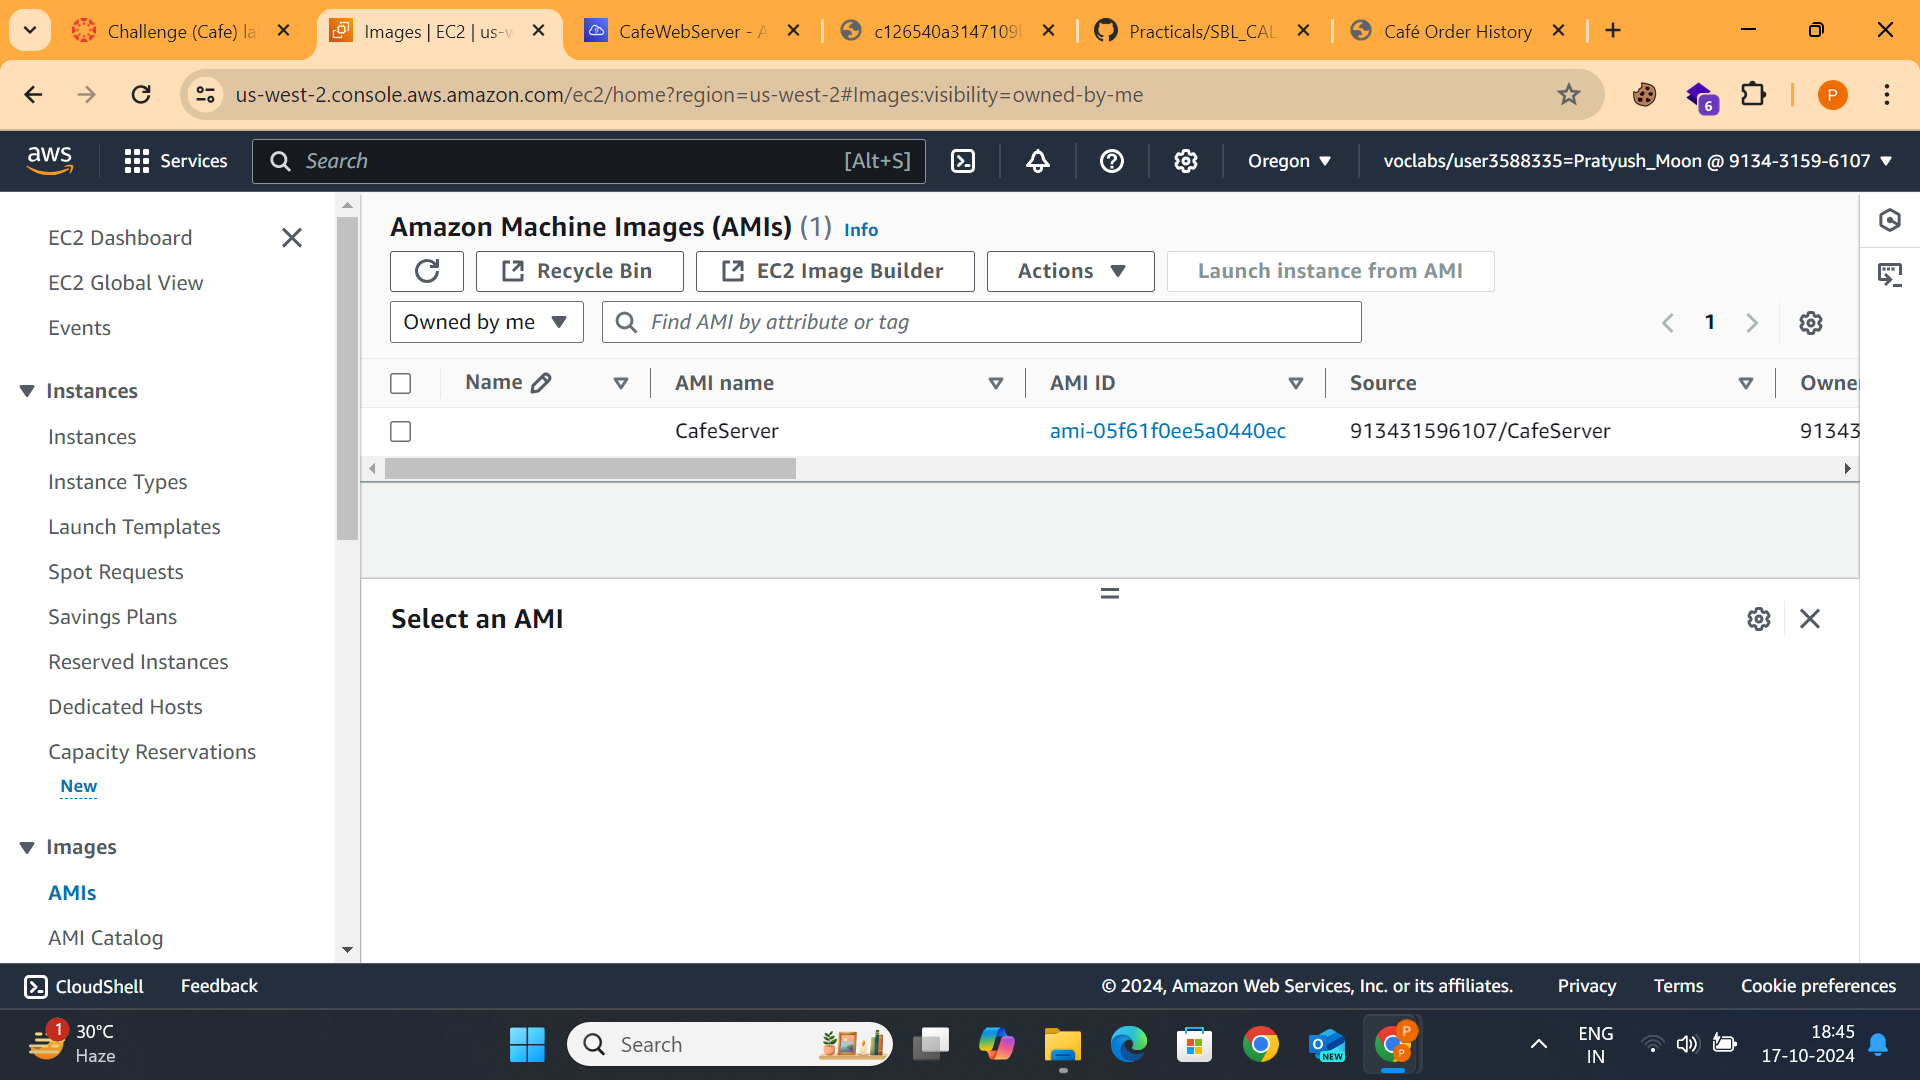 Challenge (Cafe) la
Images | EC2 | us-w
CafeWebServer - A
c126540a3147109
Practicals/SBL_CAL
Café Order History
us-west-2.console.aws.amazon.com/ec2/home?region=us-west-2#Images:visibility=owned-by-me
6
P
aws
Services
Search
[Alt+S]
Oregon
voclabs/user3588335=Pratyush_Moon @ 9134-3159-6107
EC2 Dashboard
EC2 Global View
Events
Instances
Instances
Instance Types
Launch Templates
Spot Requests
Savings Plans
Reserved Instances
Dedicated Hosts
Capacity Reservations
New
Images
AMIs
AMI Catalog
Amazon Machine Images (AMIs) (1) Info
Recycle Bin
EC2 Image Builder
Actions
Launch instance from AMI
Owned by me
Find AMI by attribute or tag
1
Name
AMI name
AMI ID
Source
Owne
CafeServer
ami-05f61f0ee5a0440ec
913431596107/CafeServer
91343
Select an AMI
CloudShell
Feedback
© 2024, Amazon Web Services, Inc. or its affiliates.
Privacy
Terms
Cookie preferences
1
30°C
Haze
Search
NEW
P
P
ENG
IN
18:45
17-10-2024